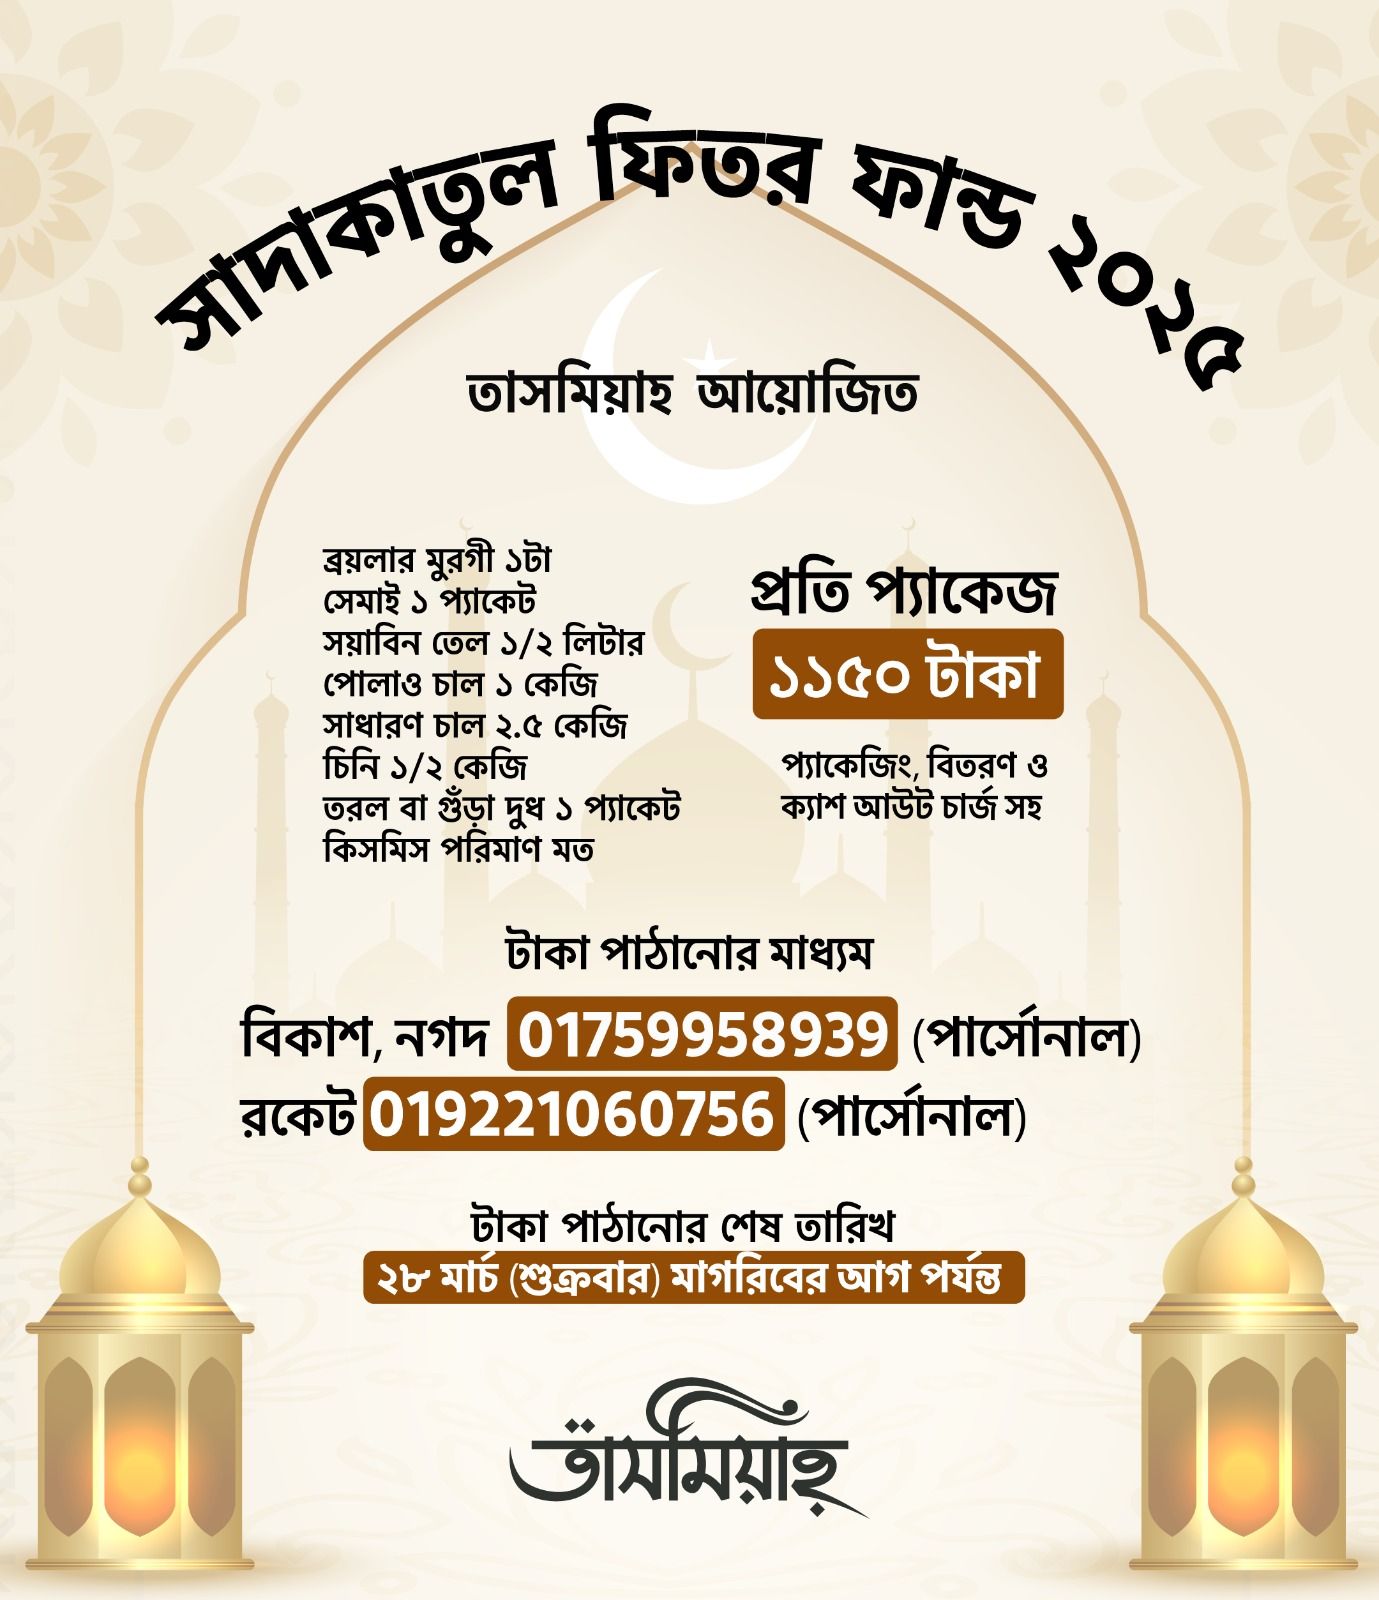 সাদাকাতুল ফিতর ফান্ড ২০২৫
তাসমিয়াহ আয়োজিত
ব্রয়লার মুরগী ১টা
সেমাই ১ প্যাকেট
সয়াবিন তেল ১/২ লিটার
পোলাও চাল ১ কেজি
সাধারণ চাল ২.৫ কেজি
চিনি ১/২ কেজি
তরল বা গুঁড়া দুধ ১ প্যাকেট
কিসমিস পরিমাণ মত
প্রতি প্যাকেজ
১১৫০ টাকা
প্যাকেজিং, বিতরণ ও
ক্যাশ আউট চার্জ সহ
টাকা পাঠানোর মাধ্যম
বিকাশ, নগদ 01759958939 (পার্সোনাল)
রকেট 019221060756 (পার্সোনাল)
টাকা পাঠানোর শেষ তারিখ
২৮ মার্চ (শুক্রবার) মাগরিবের আগ পর্যন্ত
তাসমিয়াহ